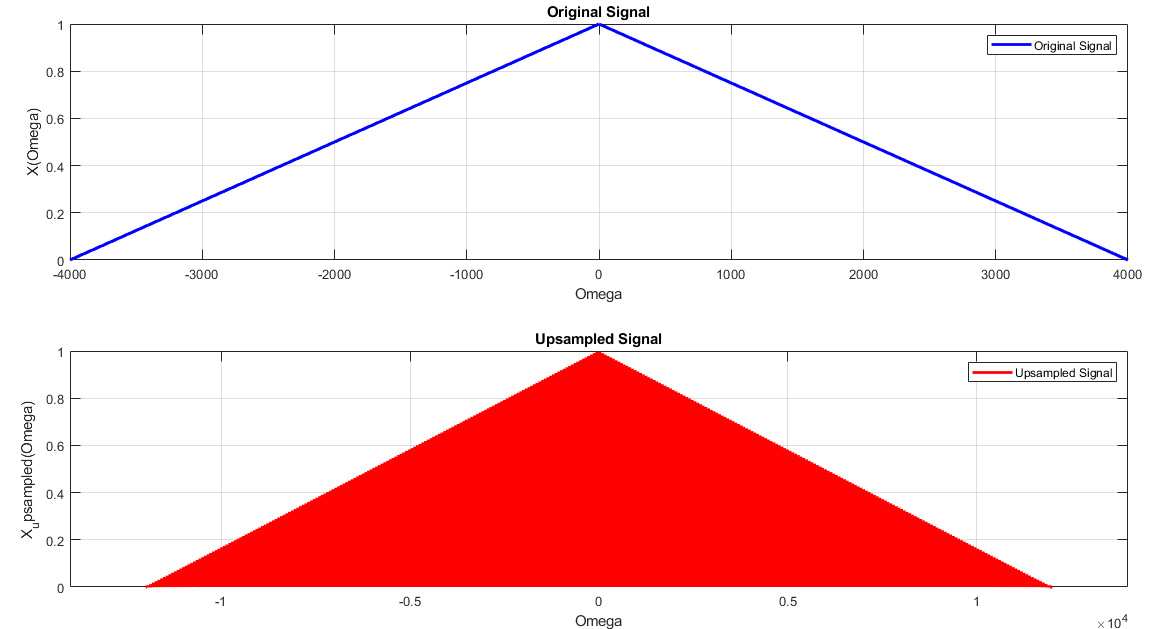 Original Signal
X(Omega)
1
0.8
0.6
0.4
0.2
0
Original Signal
-4000 -3000 -2000 -1000 0 1000 2000 3000 4000
Omega
Upsampled Signal
X_upsampled(Omega)
1
0.8
0.6
0.4
0.2
0
Upsampled Signal
-1 -0.5 0 0.5 1
Omega
×10^4